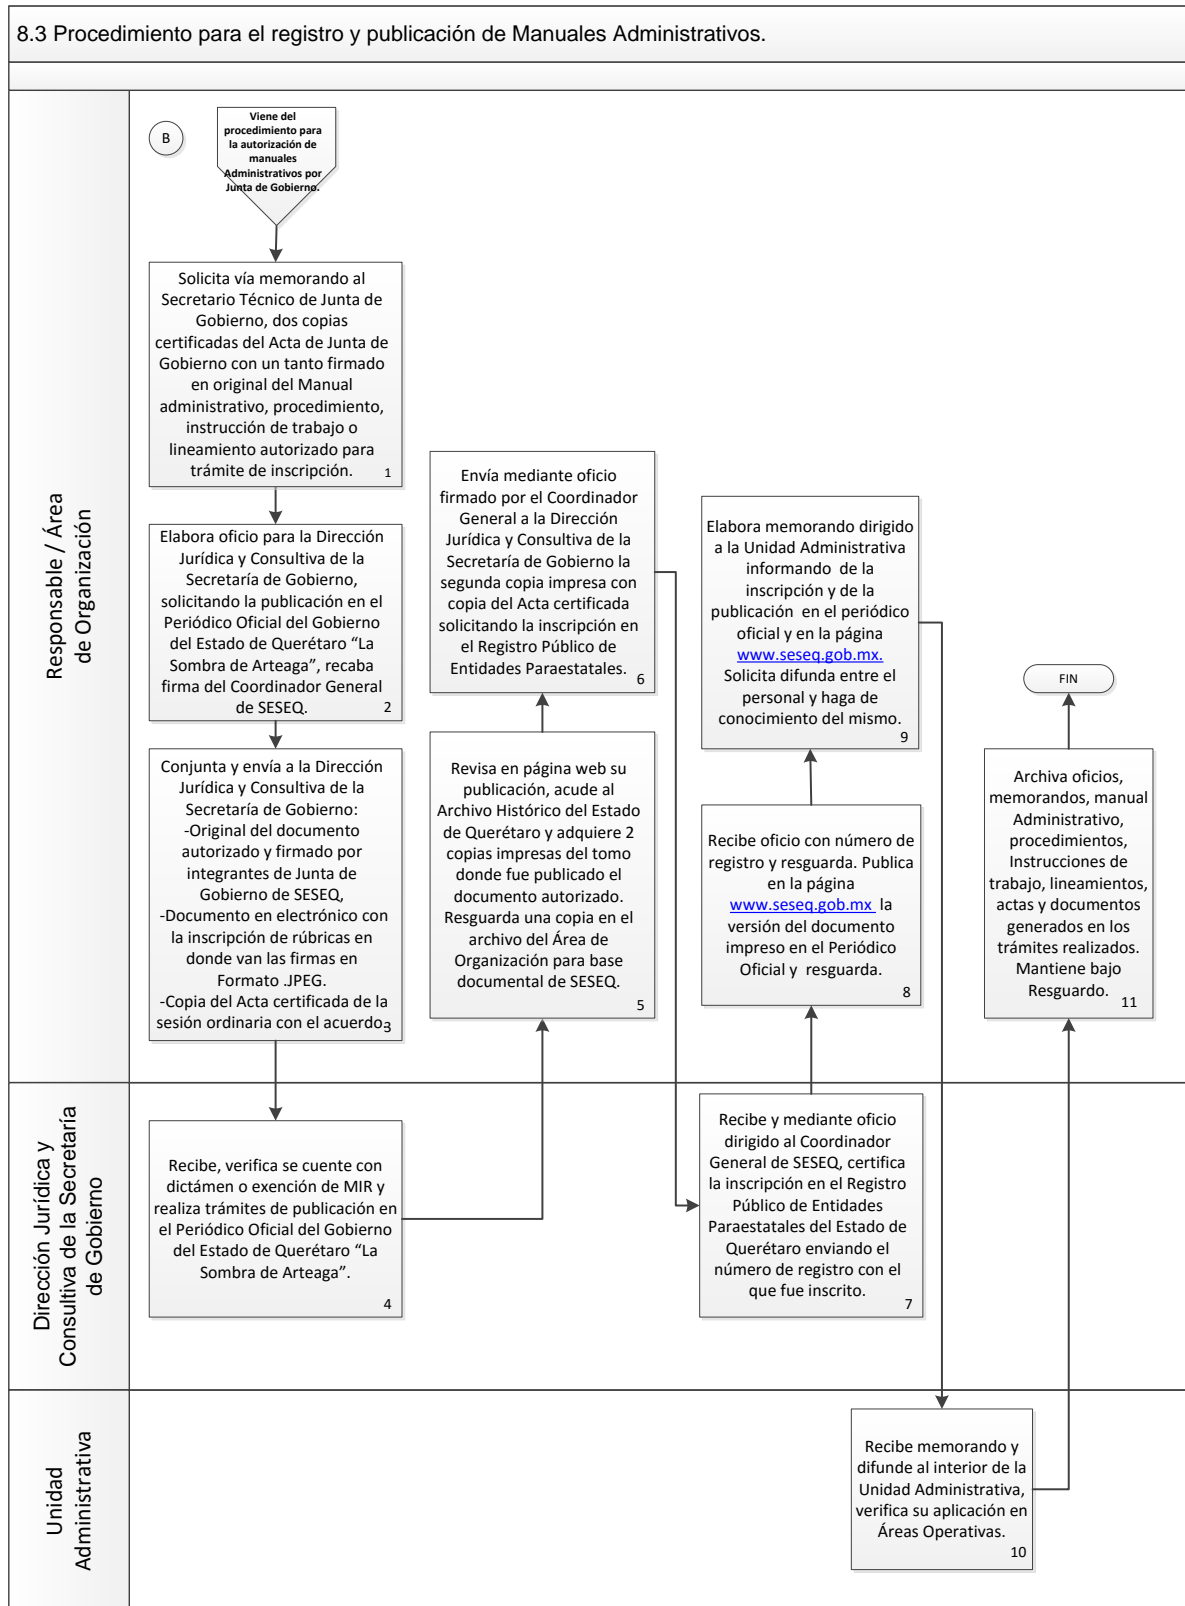 8.3 Procedimiento para el registro y publicación de Manuales Administrativos.
Responsable / Área
de Organización
B
Viene del
procedimiento para
la autorización de
manuales
Administrativos por
Junta de Gobierno.
Solicita vía memorando al
Secretario Técnico de Junta de
Gobierno, dos copias
certificadas del Acta de Junta de
Gobierno con un tanto firmado
en original del Manual
administrativo, procedimiento,
instrucción de trabajo o
lineamiento autorizado para
trámite de inscripción.
1
Elabora oficio para la Dirección
Jurídica y Consultiva de la
Secretaría de Gobierno,
solicitando la publicación en el
Periódico Oficial del Gobierno
del Estado de Querétaro “La
Sombra de Arteaga”, recaba
firma del Coordinador General
de SESEQ.
2
Conjunta y envía a la Dirección
Jurídica y Consultiva de la
Secretaría de Gobierno:
-Original del documento
autorizado y firmado por
integrantes de Junta de
Gobierno de SESEQ,
-Documento en electrónico con
la inscripción de rúbricas en
donde van las firmas en
Formato .JPEG.
-Copia del Acta certificada de la
sesión ordinaria con el acuerdo
3
Dirección Jurídica y
Consultiva de la Secretaría
de Gobierno
Recibe, verifica se cuente con
dictámen o exención de MIR y
realiza trámites de publicación en
el Periódico Oficial del Gobierno
del Estado de Querétaro “La
Sombra de Arteaga”.
4
Revisa en página web su
publicación, acude al
Archivo Histórico del Estado
de Querétaro y adquiere 2
copias impresas del tomo
donde fue publicado el
documento autorizado.
Resguarda una copia en el
archivo del Área de
Organización para base
documental de SESEQ.
5
Envía mediante oficio
firmado por el Coordinador
General a la Dirección
Jurídica y Consultiva de la
Secretaría de Gobierno la
segunda copia impresa con
copia del Acta certificada
solicitando la inscripción en
el Registro Público de
Entidades Paraestatales.
6
Recibe y mediante oficio
dirigido al Coordinador
General de SESEQ, certifica
la inscripción en el Registro
Público de Entidades
Paraestatales del Estado de
Querétaro enviando el
número de registro con el
que fue inscrito.
7
Recibe oficio con número de
registro y resguarda. Publica
en la página
www.seseq.gob.mx la
versión del documento
impreso en el Periódico
Oficial y resguarda.
8
Elabora memorando dirigido
a la Unidad Administrativa
informando de la
inscripción y de la
publicación en el periódico
oficial y en la página
www.seseq.gob.mx.
Solicita difunda entre el
personal y haga de
conocimiento del mismo.
9
Unidad
Administrativa
Recibe memorando y
difunde al interior de la
Unidad Administrativa,
verifica su aplicación en
Áreas Operativas.
10
Archiva oficios,
memorandos, manual
Administrativo,
procedimientos,
Instrucciones de
trabajo, lineamientos,
actas y documentos
generados en los
trámites realizados.
Mantiene bajo
Resguardo.
11
FIN